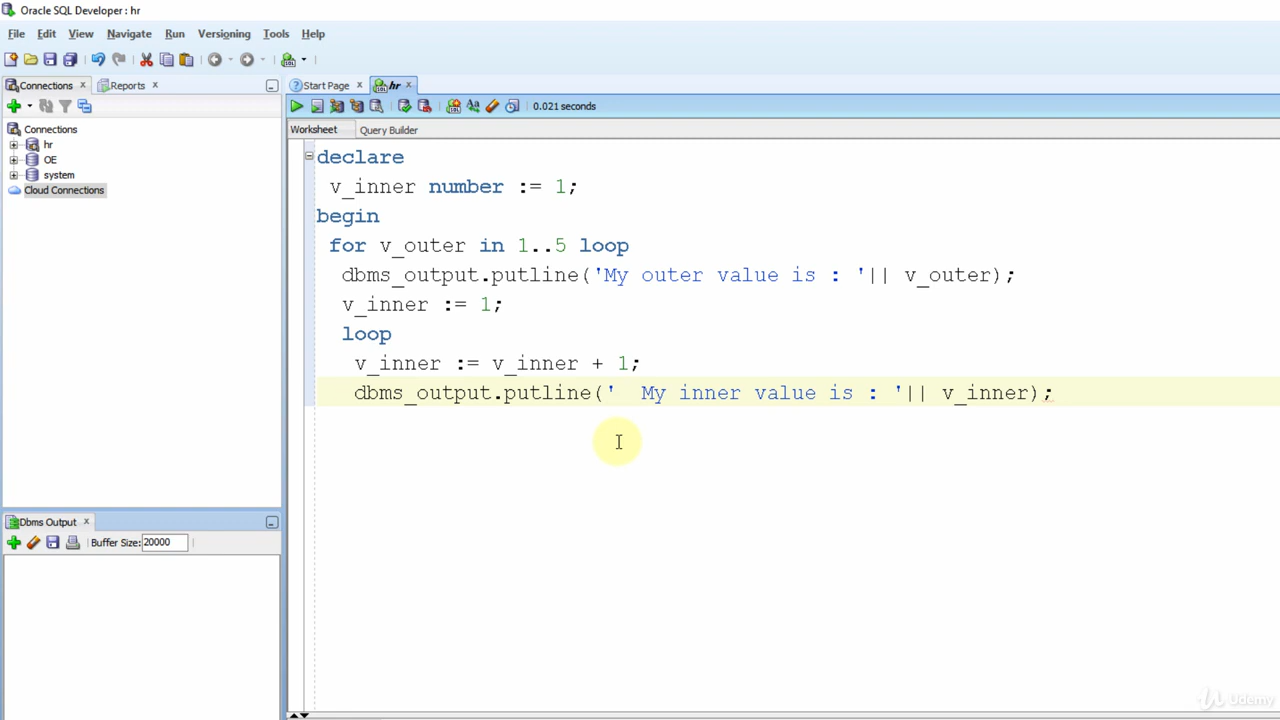 Oracle SQL Developer : hr
File Edit View Navigate Run Versioning Tools Help
Connections Reports Start Page hr
0.021 seconds
Worksheet Query Builder
Connections
hr
OE
system
Cloud Connections
declare
v_inner number := 1;
begin
for v_outer in 1..5 loop
dbms_output.putline('My outer value is : '|| v_outer);
v_inner := 1;
loop
v_inner := v_inner + 1;
dbms_output.putline('  My inner value is : '|| v_inner);
Dbms Output
Buffer Size: 20000
Udemy